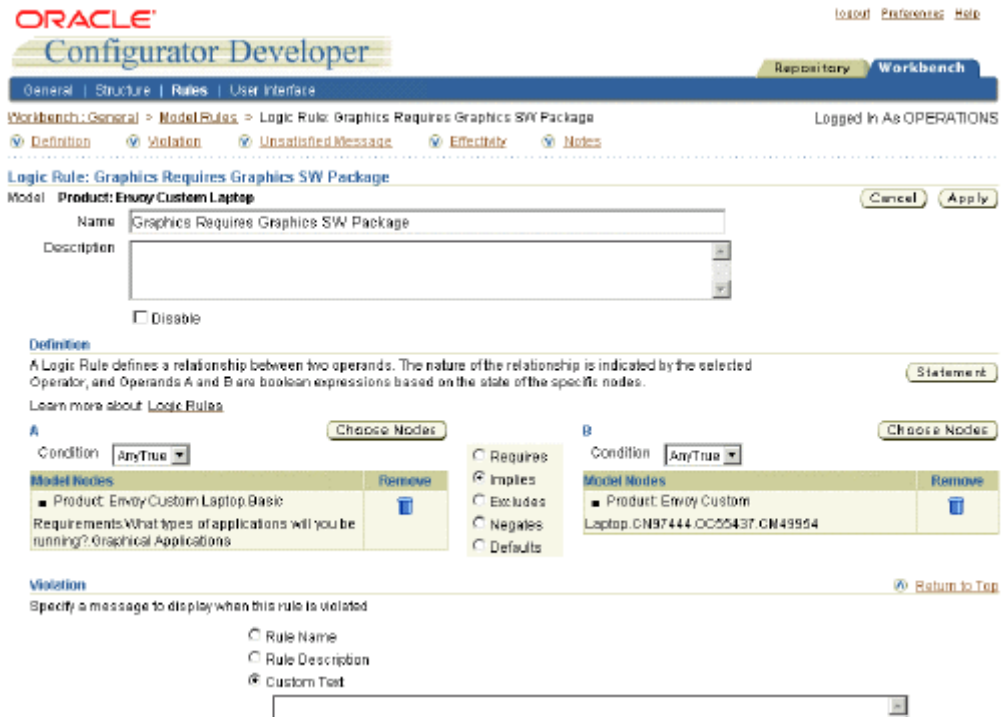 ORACLE
logout Preferences Help
Configurator Developer
Repository Workbench
General | Structure | Rules | User Interface
Workbench: General > Model Rules > Logic Rule: Graphics Requires Graphics SW Package
Logged In As OPERATIONS
Definition Violation Unsatisfied Message Effectivity Notes
Logic Rule: Graphics Requires Graphics SW Package
Model Product: Envoy Custom Laptop
Cancel Apply
Name Graphics Requires Graphics SW Package
Description
Disable
Definition
A Logic Rule defines a relationship between two operands. The nature of the relationship is indicated by the selected
Operator, and Operands A and B are boolean expressions based on the state of the specific nodes.
Statement
Learn more about Logic Rules
A Choose Nodes
Condition AnyTrue
Model Nodes Remove
Product: Envoy Custom Laptop.Basic
Requirements.What types of applications will you be
running?.Graphical Applications
Requires
Implies
Excludes
Negates
Defaults
B Choose Nodes
Condition AnyTrue
Model Nodes Remove
Product: Envoy Custom
Laptop.CN97444.OC55437.CM49954
Violation
Return to Top
Specify a message to display when this rule is violated
Rule Name
Rule Description
Custom Text